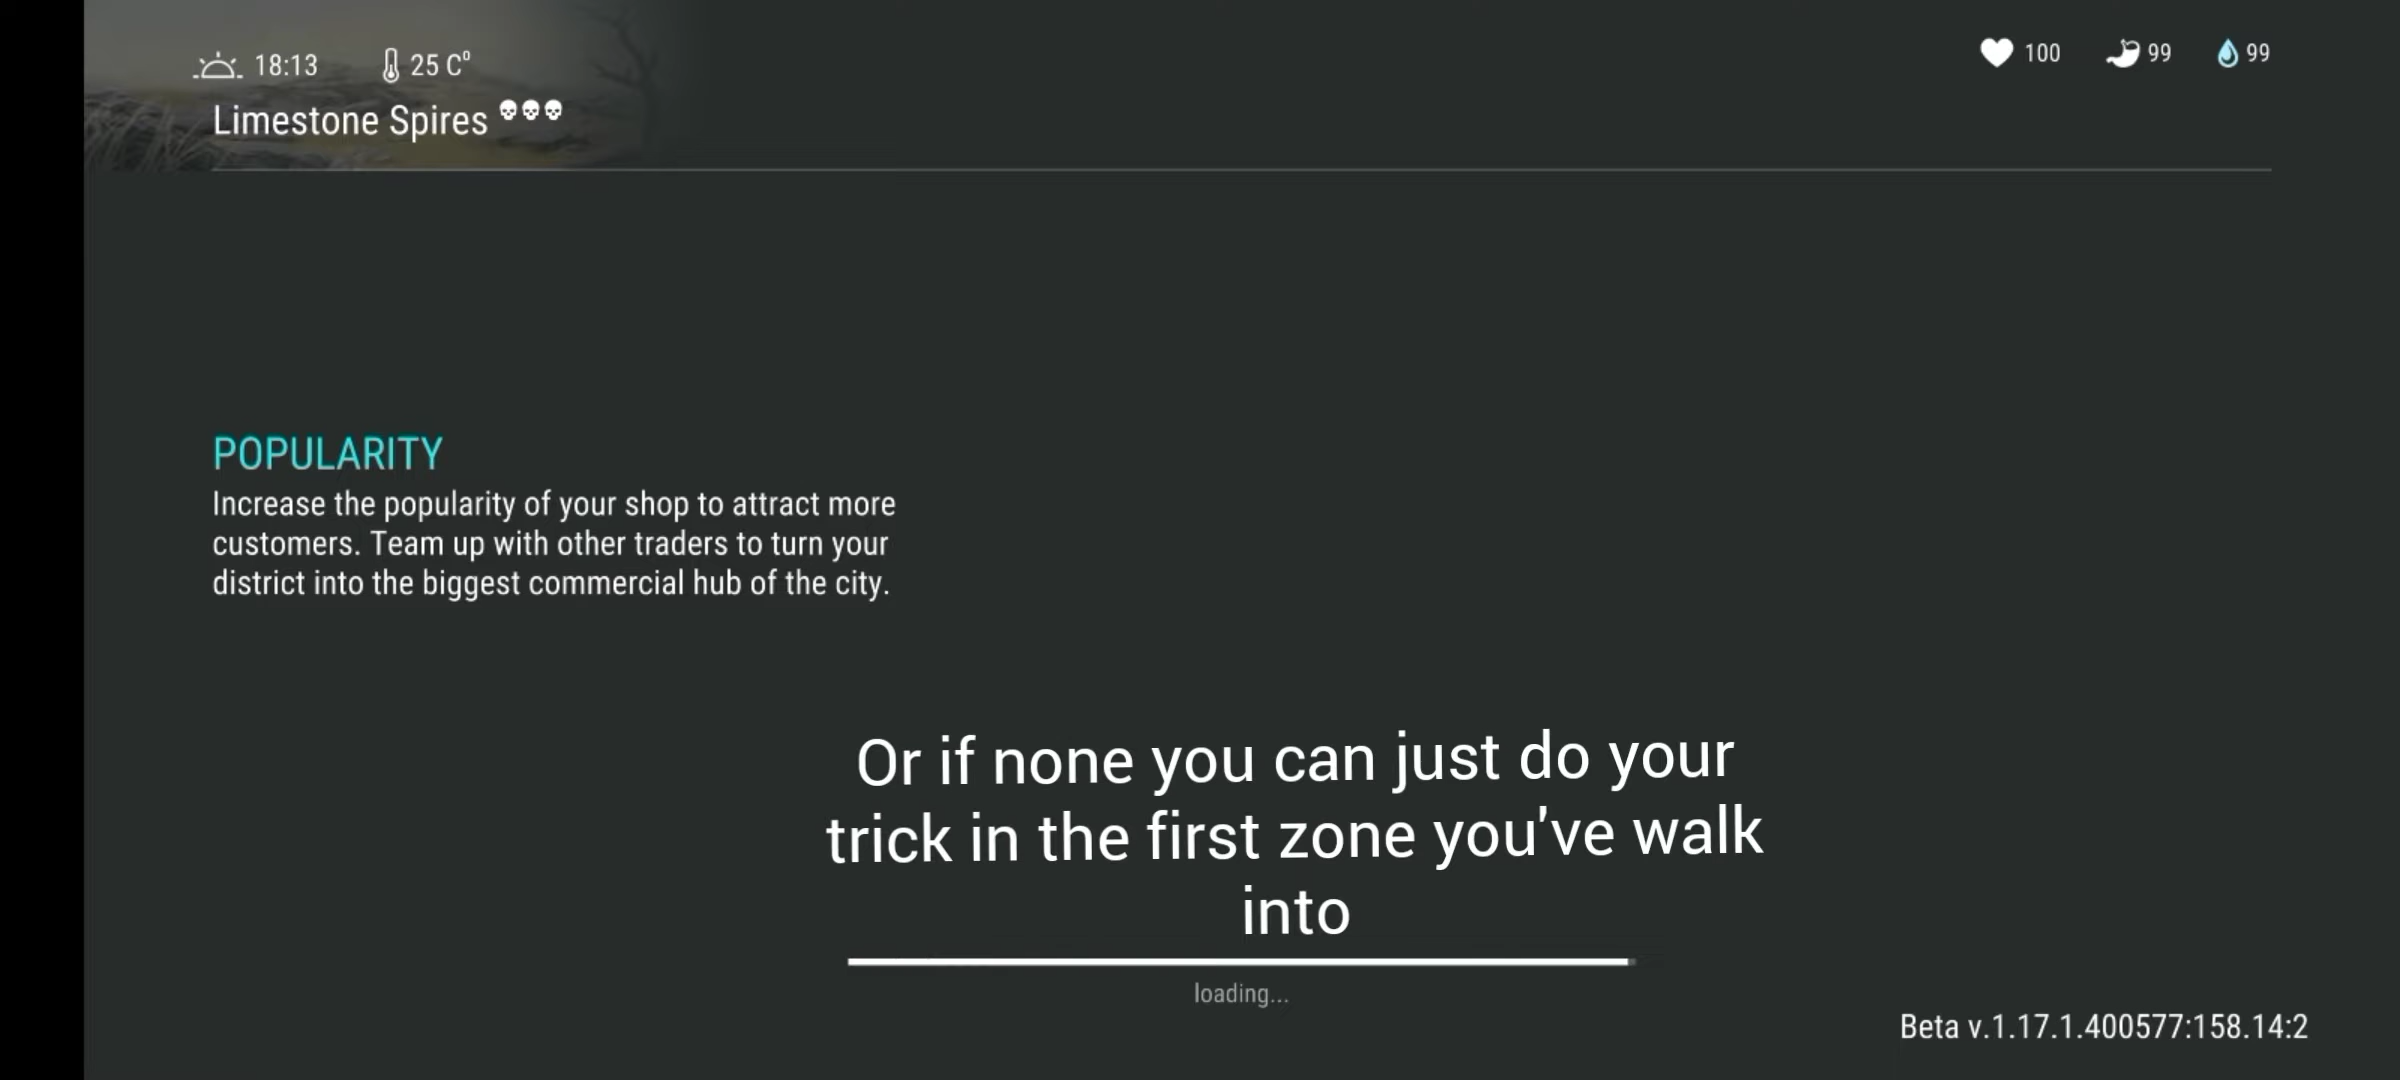 18:13 25 C⁰
100 99 99
Limestone Spires
POPULARITY
Increase the popularity of your shop to attract more
customers. Team up with other traders to turn your
district into the biggest commercial hub of the city.
Or if none you can just do your
trick in the first zone you've walk
into
loading...
Beta v.1.17.1.400577:158.14:2